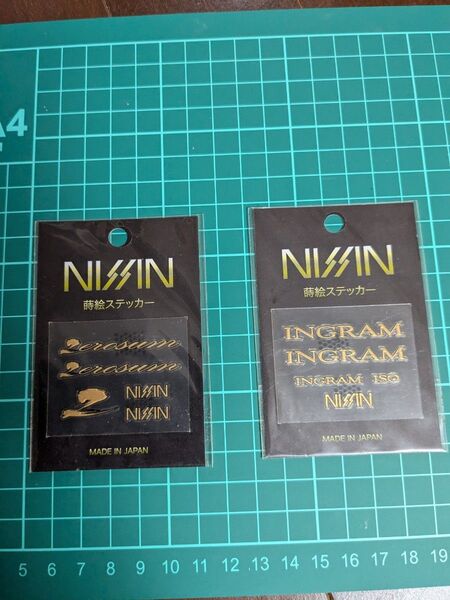 A4
NISSIN
蒔絵ステッカー
Zerosum
Zerosum
NISSIN
NISSIN
MADE IN JAPAN
NISSIN
蒔絵ステッカー
INGRAM
INGRAM
INGRAM ISO
NISSIN
MADE IN JAPAN
5 6 7 8 9 10 11 12 13 14 15 16 17 18 19